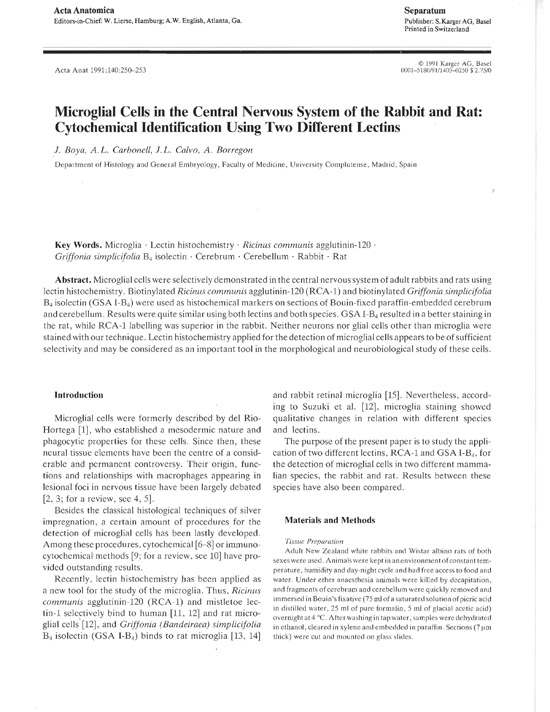 Acta Anatomica
Editors-in-Chief: W. Lierse, Hamburg; A.W. English, Atlanta, Ga.
Separatum
Publisher: S. Karger AG, Basel
Printed in Switzerland
Acta Anat 1991;140:250–253
© 1991 Karger AG, Basel
0001–5180/91/1403–0250 $ 2.75/0
Microglial Cells in the Central Nervous System of the Rabbit and Rat:
Cytochemical Identification Using Two Different Lectins
J. Boya, A.L. Carbonell, J.L. Calvo, A. Borregon
Department of Histology and General Embryology, Faculty of Medicine, University Complutense, Madrid, Spain
Key Words. Microglia · Lectin histochemistry · Ricinus communis agglutinin-120 ·
Griffonia simplicifolia B₄ isolectin · Cerebrum · Cerebellum · Rabbit · Rat
Abstract. Microglial cells were selectively demonstrated in the central nervous system of adult rabbits and rats using
lectin histochemistry. Biotinylated Ricinus communis agglutinin-120 (RCA-1) and biotinylated Griffonia simplicifolia
B₄ isolectin (GSA I-B₄) were used as histochemical markers on sections of Bouin-fixed paraffin-embedded cerebrum
and cerebellum. Results were quite similar using both lectins and both species. GSA I-B₄ resulted in a better staining in
the rat, while RCA-1 labelling was superior in the rabbit. Neither neurons nor glial cells other than microglia were
stained with our technique. Lectin histochemistry applied for the detection of microglial cells appears to be of sufficient
selectivity and may be considered as an important tool in the morphological and neurobiological study of these cells.
Introduction
Microglial cells were formerly described by del Rio-
Hortega [1], who established a mesodermic nature and
phagocytic properties for these cells. Since then, these
neural tissue elements have been the centre of a consid-
erable and permanent controversy. Their origin, func-
tions and relationships with macrophages appearing in
lesional foci in nervous tissue have been largely debated
[2, 3; for a review, see 4, 5].
Besides the classical histological techniques of silver
impregnation, a certain amount of procedures for the
detection of microglial cells has been lastly developed.
Among these procedures, cytochemical [6–8] or immuno-
cytochemical methods [9; for a review, see 10] have pro-
vided outstanding results.
Recently, lectin histochemistry has been applied as
a new tool for the study of the microglia. Thus, Ricinus
communis agglutinin-120 (RCA-1) and mistletoe lec-
tin-1 selectively bind to human [11, 12] and rat micro-
glial cells [12], and Griffonia (Bandeiraea) simplicifolia
B₄ isolectin (GSA I-B₄) binds to rat microglia [13, 14]
and rabbit retinal microglia [15]. Nevertheless, accord-
ing to Suzuki et al. [12], microglia staining showed
qualitative changes in relation with different species
and lectins.
The purpose of the present paper is to study the appli-
cation of two different lectins, RCA-1 and GSA I-B₄, for
the detection of microglial cells in two different mamma-
lian species, the rabbit and rat. Results between these
species have also been compared.
Materials and Methods
Tissue Preparation
Adult New Zealand white rabbits and Wistar albino rats of both
sexes were used. Animals were kept in an environment of constant tem-
perature, humidity and day-night cycle and had free access to food and
water. Under ether anaesthesia animals were killed by decapitation,
and fragments of cerebrum and cerebellum were quickly removed and
immersed in Bouin's fixative (75 ml of a saturated solution of picric acid
in distilled water, 25 ml of pure formalin, 5 ml of glacial acetic acid)
overnight at 4 °C. After washing in tap water, samples were dehydrated
in ethanol, cleared in xylene and embedded in paraffin. Sections (7 µm
thick) were cut and mounted on glass slides.